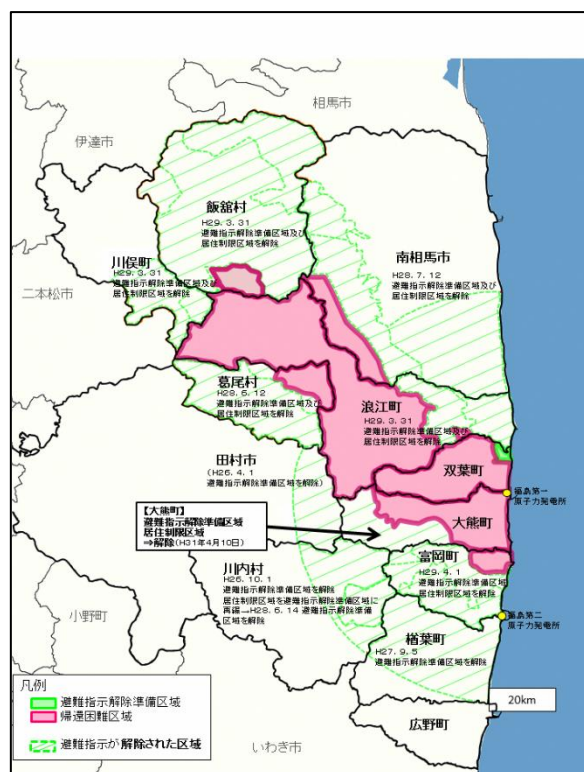 相馬市
伊達市
飯舘村
H29.3.31
避難指示解除準備区域及び
居住制限区域を解除
川俣町
H29.3.31
避難指示解除準備区域及び
居住制限区域を解除
南相馬市
H28.7.12
避難指示解除準備区域及び
居住制限区域を解除
二本松市
葛尾村
H28.6.12
避難指示解除準備区域及び
居住制限区域を解除
浪江町
H29.3.31
避難指示解除準備区域及び
居住制限区域を解除
田村市
(H26.4.1
避難指示解除準備区域を解除)
双葉町
福島第一
原子力発電所
【大熊町】
避難指示解除準備区域
居住制限区域
⇒解除(H31年4月10日)
大熊町
富岡町
H29.4.1
避難指示解除準備区域
居住制限区域を解除
川内村
H26.10.1
避難指示解除準備区域を解除
居住制限区域を避難指示解除準備区域に
再編→H28.6.14 避難指示解除準備
区域を解除
福島第二
原子力発電所
小野町
楢葉町
H27.9.5
避難指示解除準備区域を解除
凡例
避難指示解除準備区域
帰還困難区域
避難指示が解除された区域
20km
広野町
いわき市